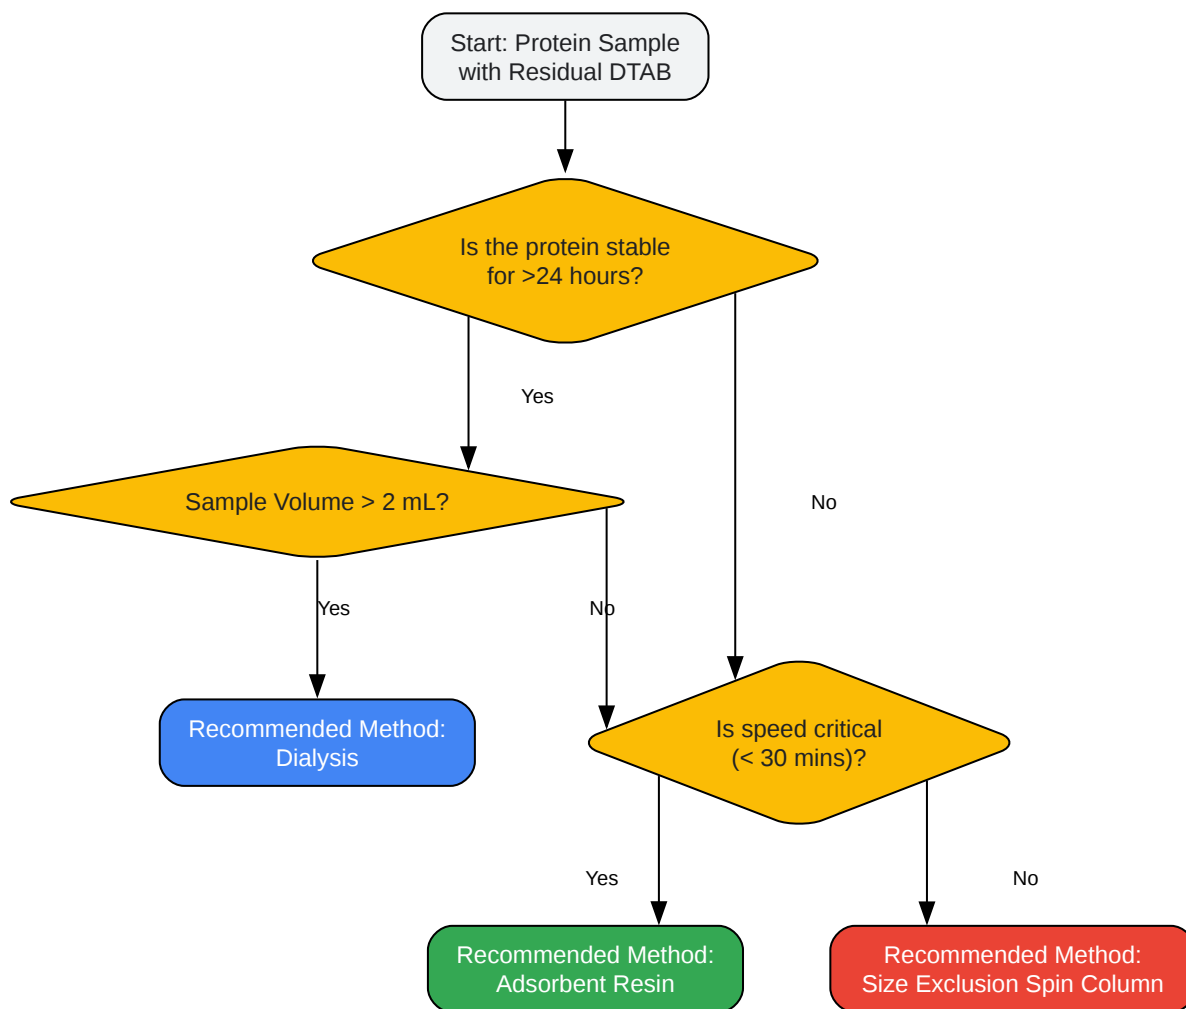 Start: Protein Sample
with Residual DTAB
Is the protein stable
for >24 hours?
Yes
Sample Volume > 2 mL?
No
Yes
No
Recommended Method:
Dialysis
Is speed critical
(< 30 mins)?
Yes
No
Recommended Method:
Adsorbent Resin
Recommended Method:
Size Exclusion Spin Column